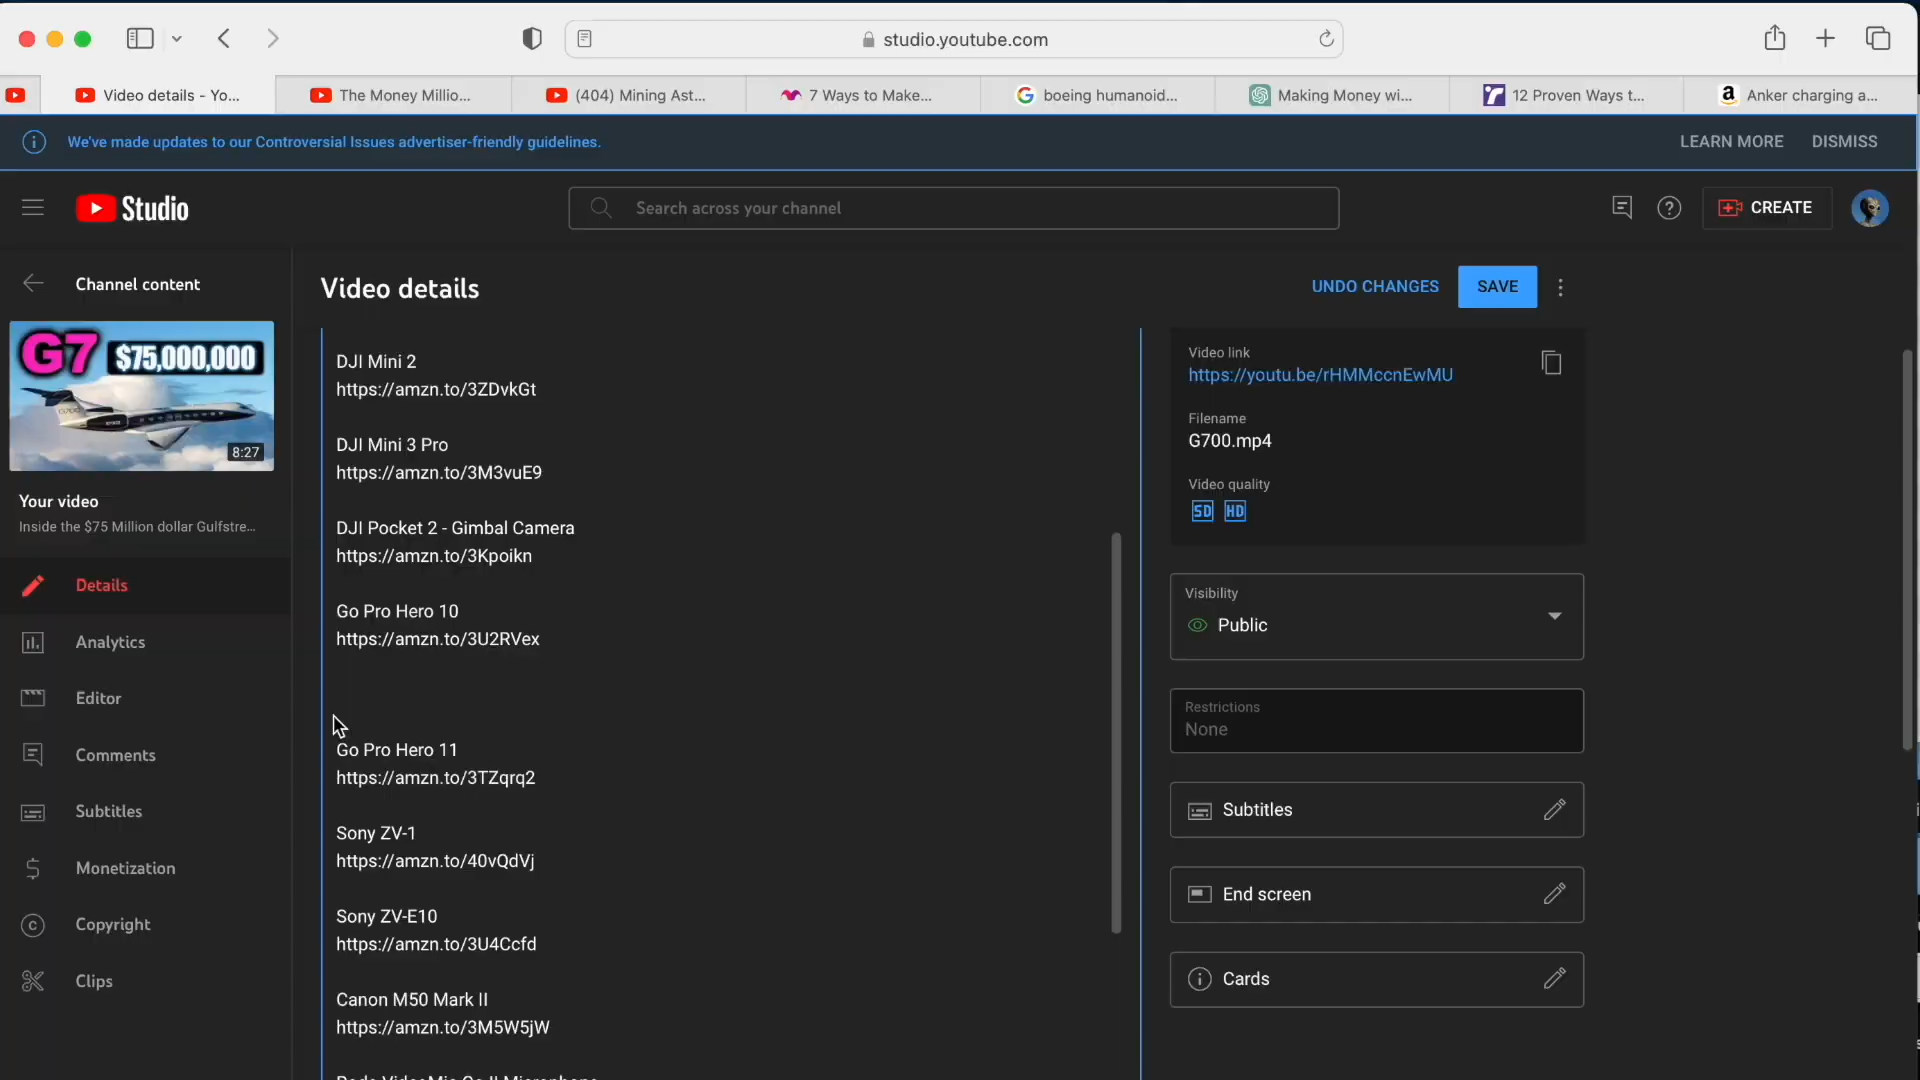 studio.youtube.com
Video details - Yo...
The Money Millio...
(404) Mining Ast...
7 Ways to Make...
boeing humanoid...
Making Money wi...
12 Proven Ways t...
Anker charging a...
We've made updates to our Controversial Issues advertiser-friendly guidelines.
LEARN MORE
DISMISS
Studio
Search across your channel
CREATE
Channel content
Video details
UNDO CHANGES
SAVE
G7 $75,000,000
8:27
Your video
Inside the $75 Million dollar Gulfstre...
Details
Analytics
Editor
Comments
Subtitles
Monetization
Copyright
Clips
DJI Mini 2
https://amzn.to/3ZDvkGt
DJI Mini 3 Pro
https://amzn.to/3M3vuE9
DJI Pocket 2 - Gimbal Camera
https://amzn.to/3Kpoikn
Go Pro Hero 10
https://amzn.to/3U2RVex
Go Pro Hero 11
https://amzn.to/3TZqrq2
Sony ZV-1
https://amzn.to/40vQdVj
Sony ZV-E10
https://amzn.to/3U4Ccfd
Canon M50 Mark II
https://amzn.to/3M5W5jW
Video link
https://youtu.be/rHMMccnEwMU
Filename
G700.mp4
Video quality
SD HD
Visibility
Public
Restrictions
None
Subtitles
End screen
Cards